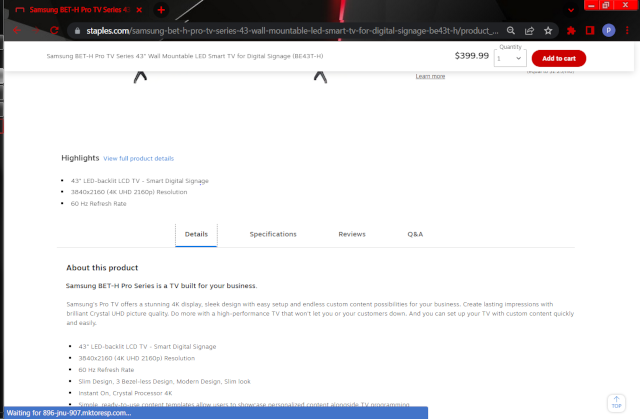 Samsung BET-H Pro TV Series 43
staples.com/samsung-bet-h-pro-tv-series-43-wall-mountable-led-smart-tv-for-digital-signage-be43t-h/product_...
P
Samsung BET-H Pro TV Series 43" Wall Mountable LED Smart TV for Digital Signage (BE43T-H)
$399.99
Quantity
1
Add to cart
Learn more
Highlights
View full product details
43" LED-backlit LCD TV - Smart Digital Signage
3840x2160 (4K UHD 2160p) Resolution
60 Hz Refresh Rate
Details
Specifications
Reviews
Q&A
About this product
Samsung BET-H Pro Series is a TV built for your business.
Samsung's Pro TV offers a stunning 4K display, sleek design with easy setup and endless custom content possibilities for your business. Create lasting impressions with
brilliant Crystal UHD picture quality. Do more with a high-performance TV that won't let you or your customers down. And you can set up your TV with custom content quickly
and easily.
43" LED-backlit LCD TV - Smart Digital Signage
3840x2160 (4K UHD 2160p) Resolution
60 Hz Refresh Rate
Slim Design, 3 Bezel-less Design, Modern Design, Slim look
Instant On, Crystal Processor 4K
Simple, ready-to-use content templates allow users to showcase personalized content alongside TV programming
Waiting for 896-jnu-907.mktoresp.com...
TOP